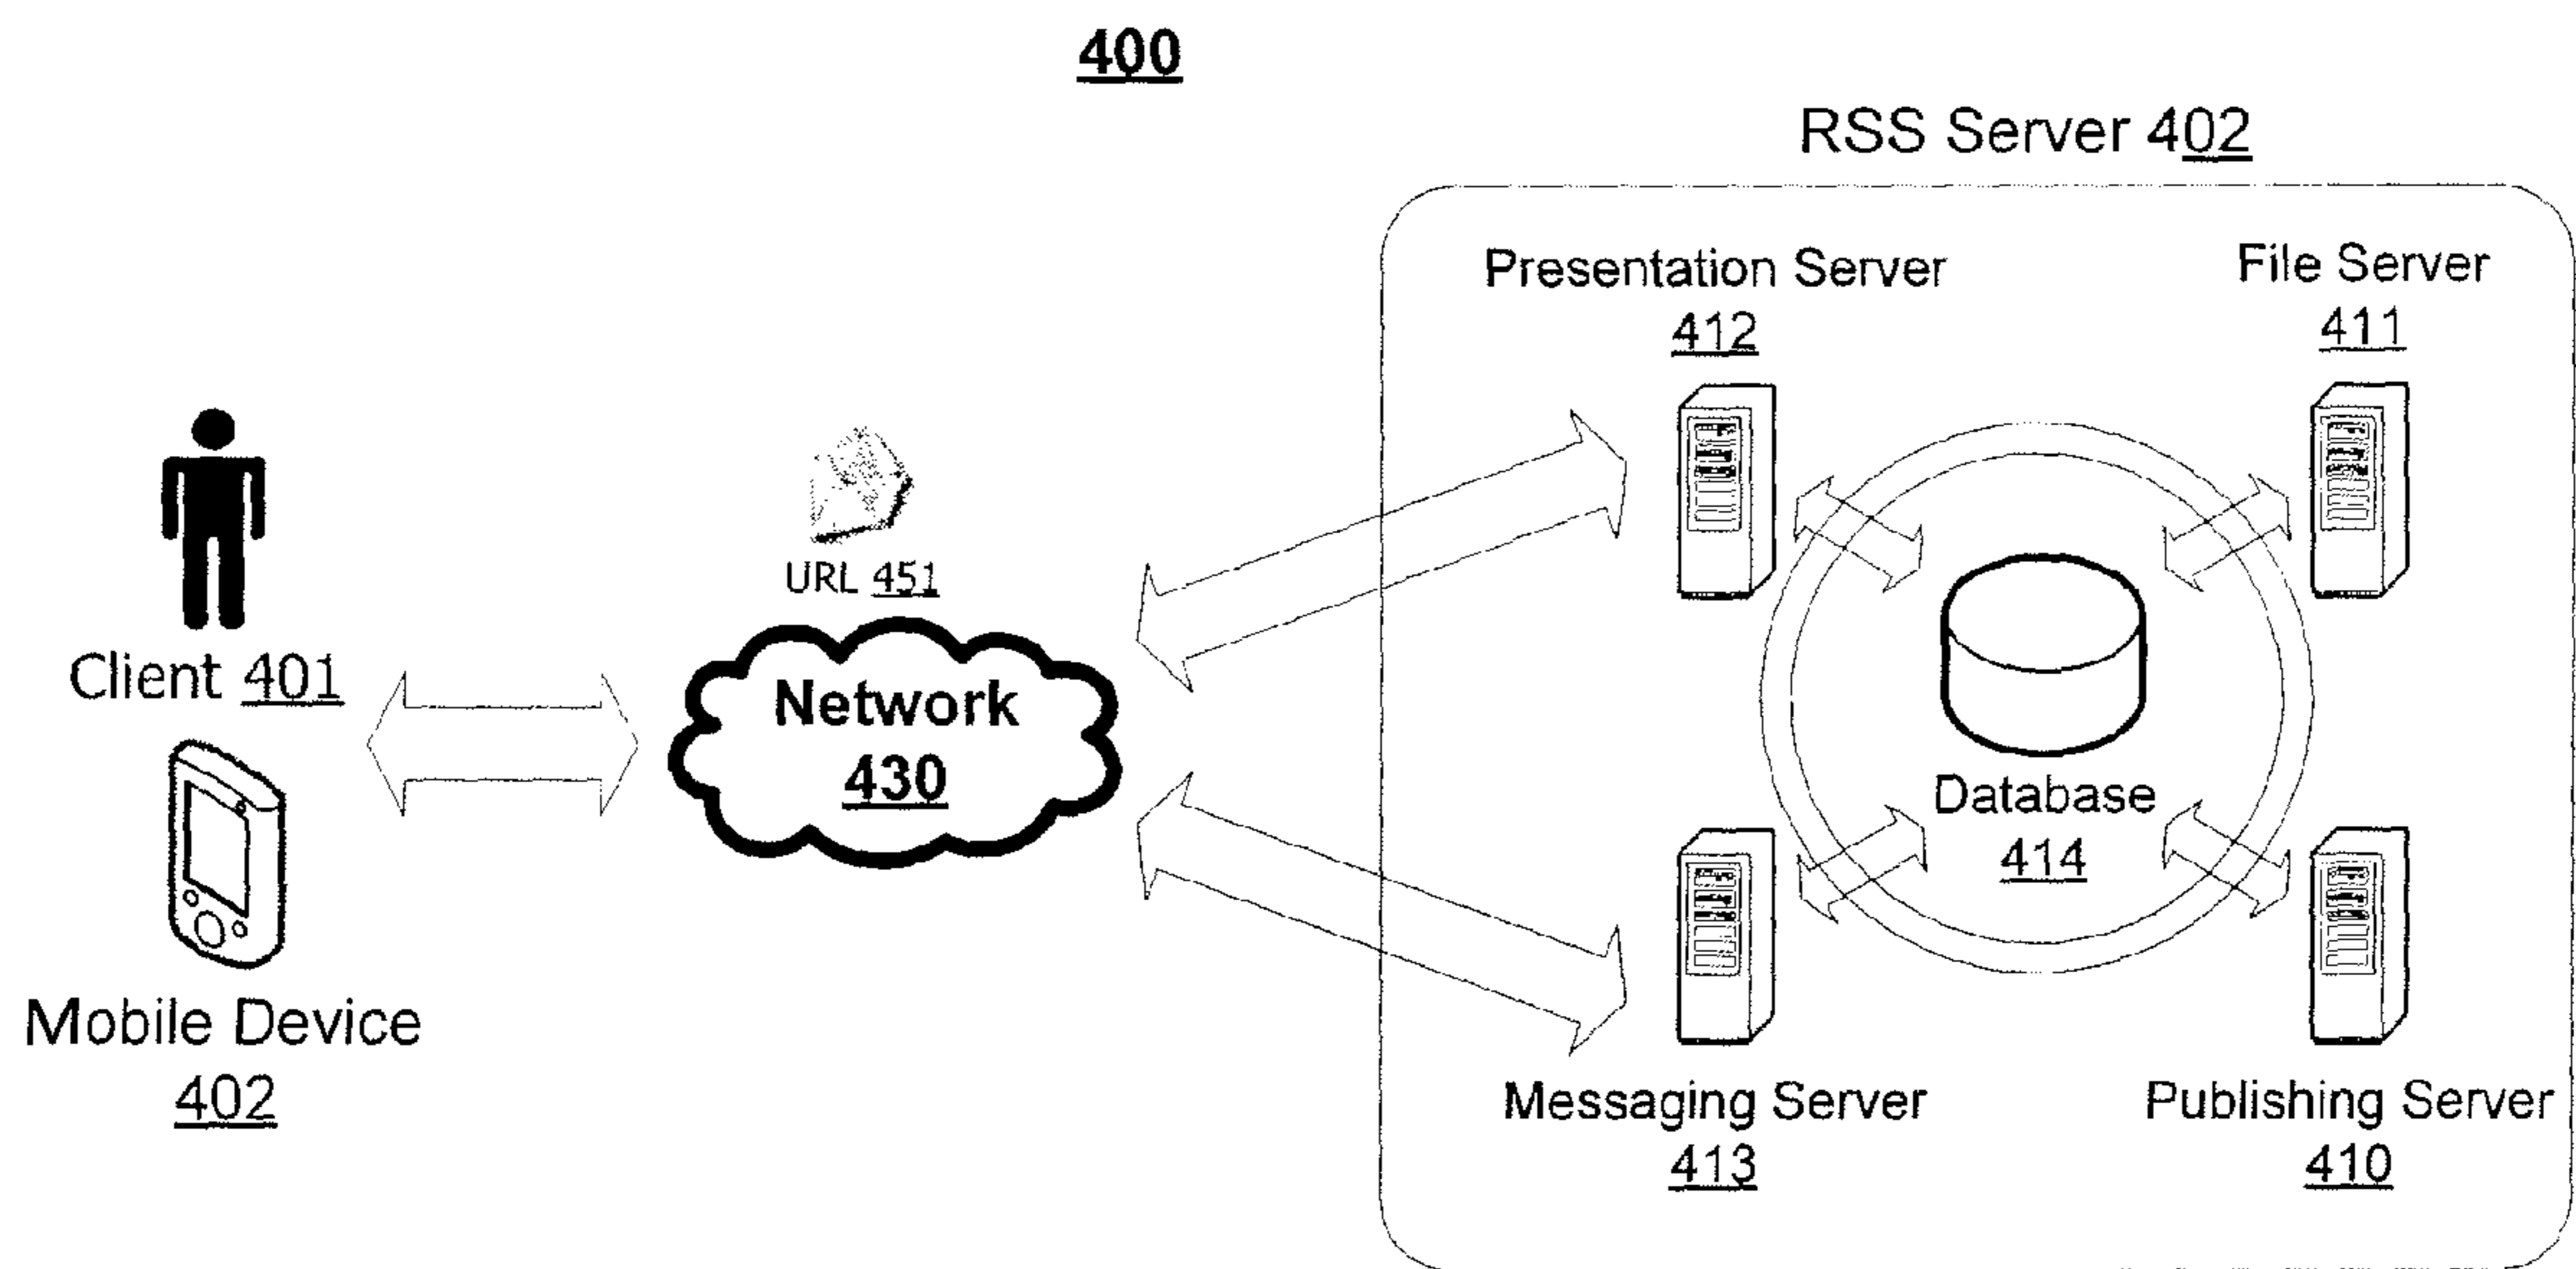 400
RSS Server 402
Presentation Server
412
File Server
411
URL 451
Client 401
Network
430
Database
414
Mobile Device
402
Messaging Server
413
Publishing Server
410